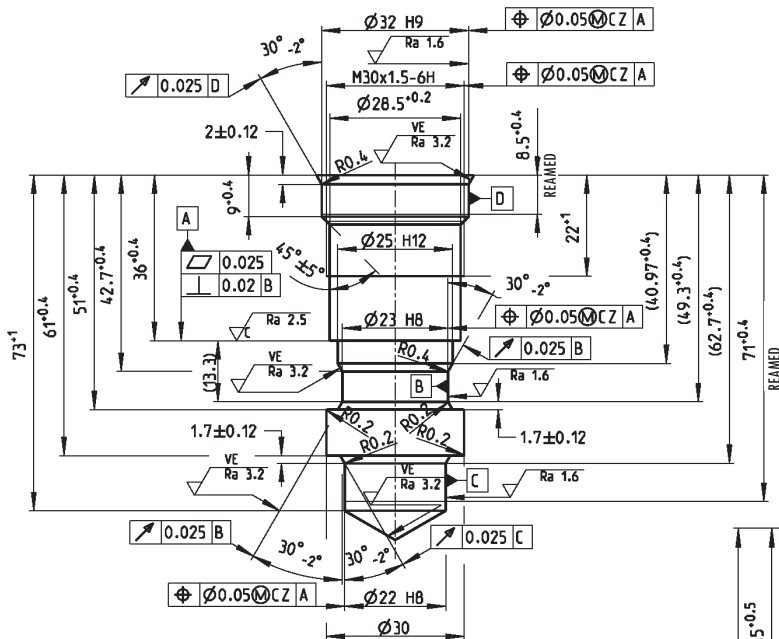 Ø32 H9
⌖ Ø0.05Ⓜ CZ A
30° -2°
Ra 1.6
M30x1.5-6H
⌖ Ø0.05Ⓜ CZ A
↗ 0.025 D
Ø28.5+0.2
2±0.12
VE
Ra 3.2
R0.4
8.5+0.4
REAMED
9+0.4
D
A
Ø25 H12
22+1
⏥ 0.025
⊥ 0.02 B
45°±5°
30° -2°
73+1
61+0.4
51+0.4
42.7+0.4
36+0.4
(40.97+0.4)
(49.3+0.4)
(62.7+0.4)
71+0.4
REAMED
Ø23 H8
⌖ Ø0.05Ⓜ CZ A
C
Ra 2.5
↗ 0.025 B
R0.4
VE
Ra 3.2
(13.3)
B
Ra 1.6
R0.2
R0.2
1.7±0.12
R0.2
R0.2
1.7±0.12
VE
Ra 3.2
VE
Ra 3.2
C
Ra 1.6
↗ 0.025 B
↗ 0.025 C
30° -2°
30° -2°
⌖ Ø0.05Ⓜ CZ A
Ø22 H8
Ø30
5+0.5